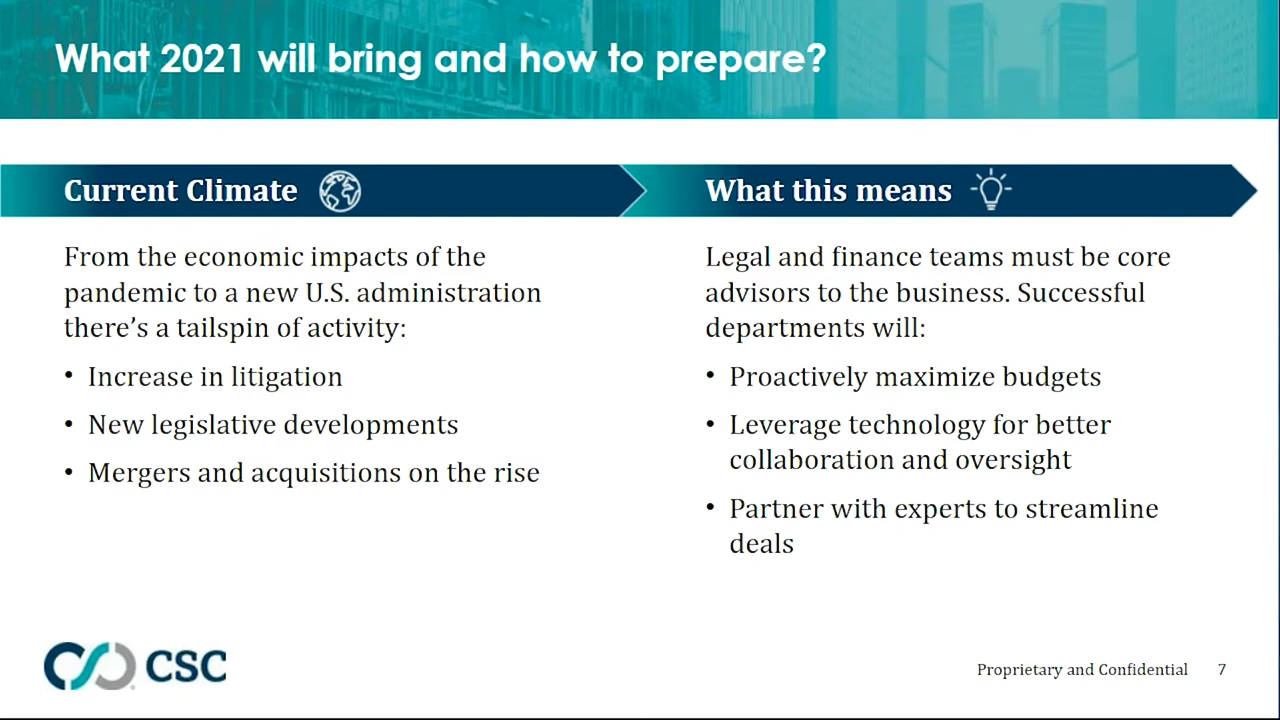 What 2021 will bring and how to prepare?
Current Climate
From the economic impacts of the
pandemic to a new U.S. administration
there’s a tailspin of activity:
• Increase in litigation
• New legislative developments
• Mergers and acquisitions on the rise
What this means
Legal and finance teams must be core
advisors to the business. Successful
departments will:
• Proactively maximize budgets
• Leverage technology for better
collaboration and oversight
• Partner with experts to streamline
deals
CSC
Proprietary and Confidential 7